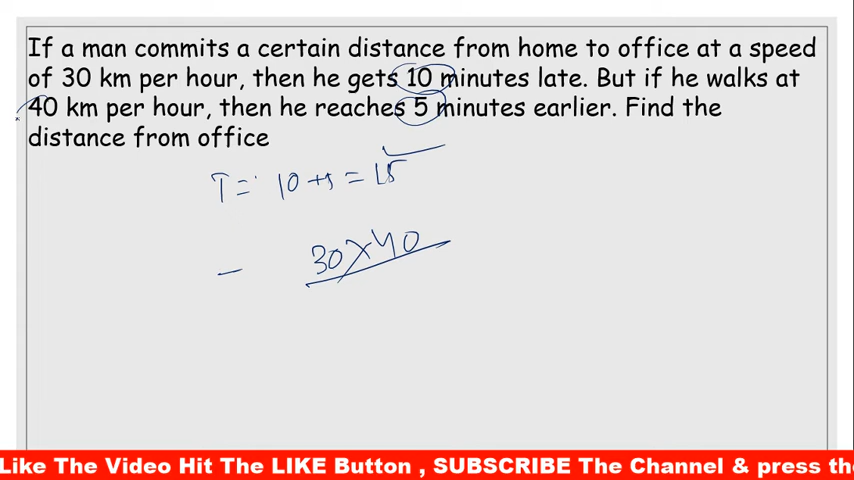 If a man commits a certain distance from home to office at a speed
of 30 km per hour, then he gets 10 minutes late. But if he walks at
40 km per hour, then he reaches 5 minutes earlier. Find the
distance from office
T = 10 + 5 = 15
30 × 40
Like The Video Hit The LIKE Button , SUBSCRIBE The Channel & press the